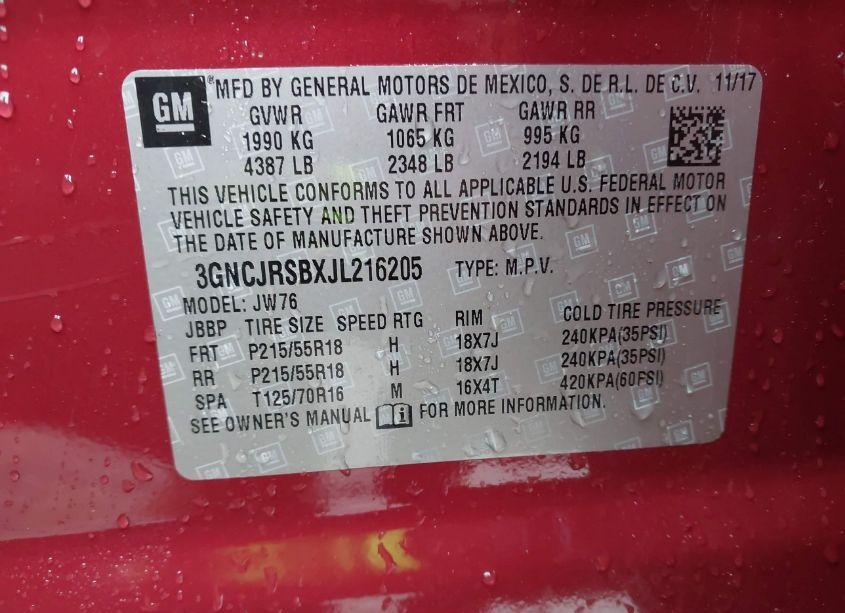 GM ® MFD BY GENERAL MOTORS DE MEXICO, S. DE R.L. DE C.V. 11/17
GVWR GAWR FRT GAWR RR
1990 KG 1065 KG 995 KG
4387 LB 2348 LB 2194 LB
THIS VEHICLE CONFORMS TO ALL APPLICABLE U.S. FEDERAL MOTOR
VEHICLE SAFETY AND THEFT PREVENTION STANDARDS IN EFFECT ON
THE DATE OF MANUFACTURE SHOWN ABOVE.
3GNCJRSBXJL216205 TYPE: M.P.V.
MODEL: JW76
JBBP TIRE SIZE SPEED RTG RIM COLD TIRE PRESSURE
FRT P215/55R18 H 18X7J 240KPA(35PSI)
RR P215/55R18 H 18X7J 240KPA(35PSI)
SPA T125/70R16 M 16X4T 420KPA(60PSI)
SEE OWNER'S MANUAL FOR MORE INFORMATION.